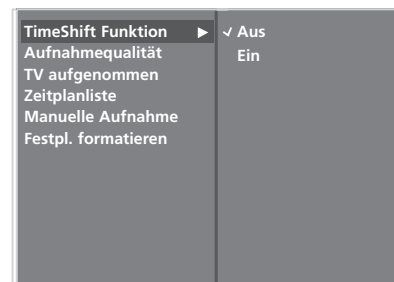 TimeShift Funktion
Aufnahmequalität
TV aufgenommen
Zeitplanliste
Manuelle Aufnahme
Festpl. formatieren
Aus
Ein